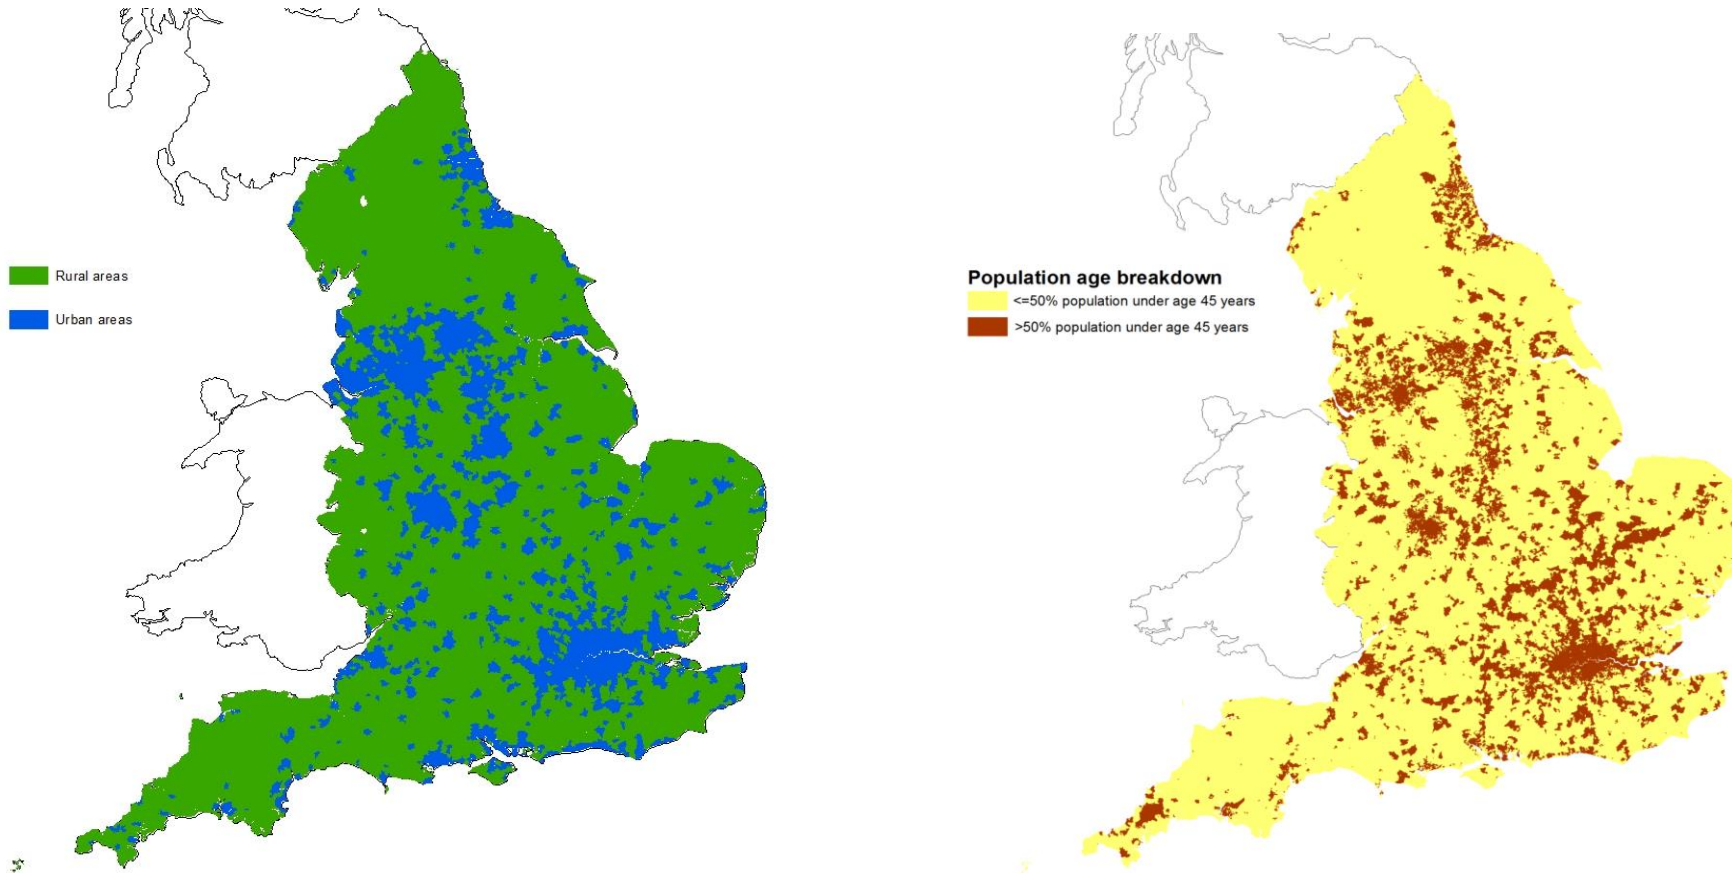 Rural areas
Urban areas
Population age breakdown
<=50% population under age 45 years
>50% population under age 45 years